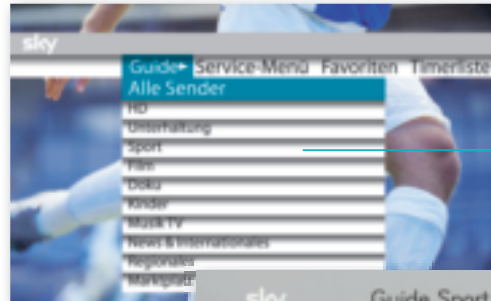 sky
Guide▸ Service-Menü Favoriten Timerliste
Alle Sender
HD
Unterhaltung
Sport
Film
Doku
Kinder
Musik TV
News & Internationales
Regionales
Marktplatz
sky Guide Sport